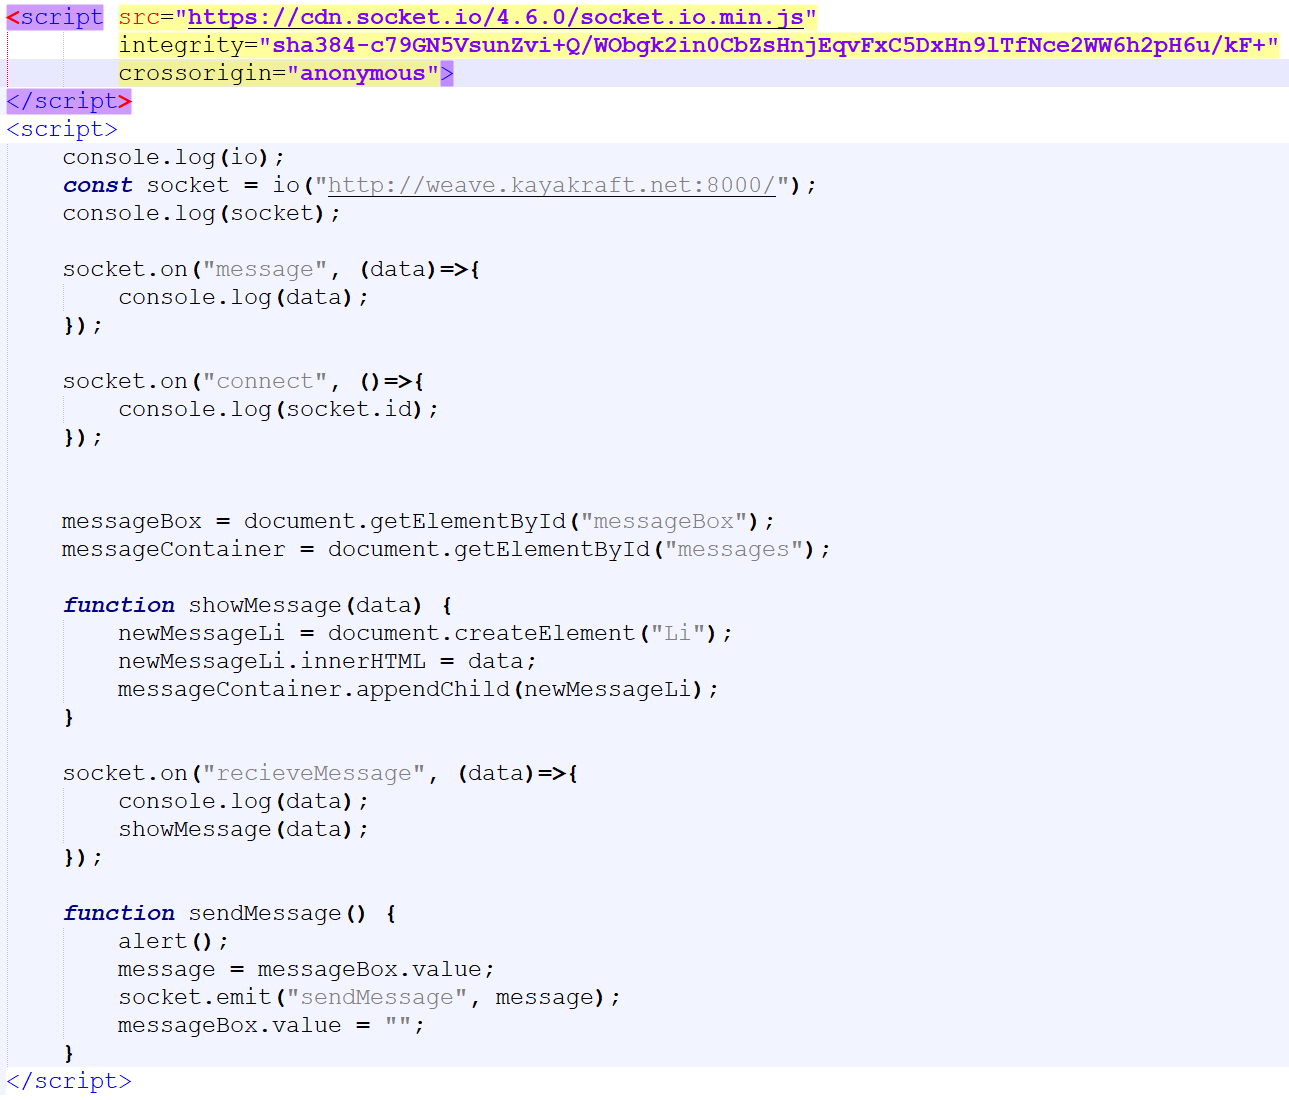 <script src="https://cdn.socket.io/4.6.0/socket.io.min.js"
integrity="sha384-c79GN5VsunZvi+Q/WObgk2in0CbZsHnjEqvFxC5DxHn9lTfNce2WW6h2pH6u/kF+"
crossorigin="anonymous">
</script>
<script>
console.log(io);
const socket = io("http://weave.kayakraft.net:8000/");
console.log(socket);
socket.on("message", (data)=>{
console.log(data);
});
socket.on("connect", ()=>{
console.log(socket.id);
});
messageBox = document.getElementById("messageBox");
messageContainer = document.getElementById("messages");
function showMessage(data) {
newMessageLi = document.createElement("Li");
newMessageLi.innerHTML = data;
messageContainer.appendChild(newMessageLi);
}
socket.on("recieveMessage", (data)=>{
console.log(data);
showMessage(data);
});
function sendMessage() {
alert();
message = messageBox.value;
socket.emit("sendMessage", message);
messageBox.value = "";
}
</script>